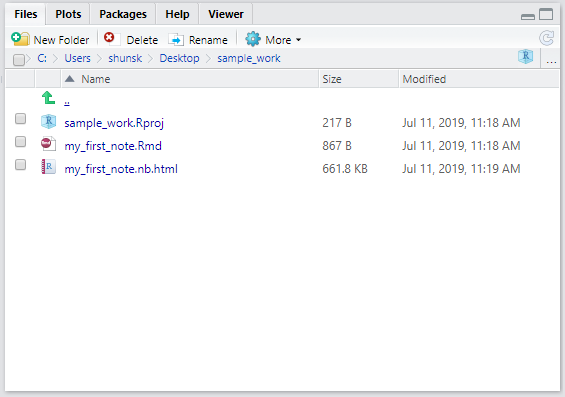 Files Plots Packages Help Viewer
New Folder Delete Rename More
C: Users shunsk Desktop sample_work ...
Name Size Modified
..
sample_work.Rproj 217 B Jul 11, 2019, 11:18 AM
my_first_note.Rmd 867 B Jul 11, 2019, 11:18 AM
my_first_note.nb.html 661.8 KB Jul 11, 2019, 11:19 AM